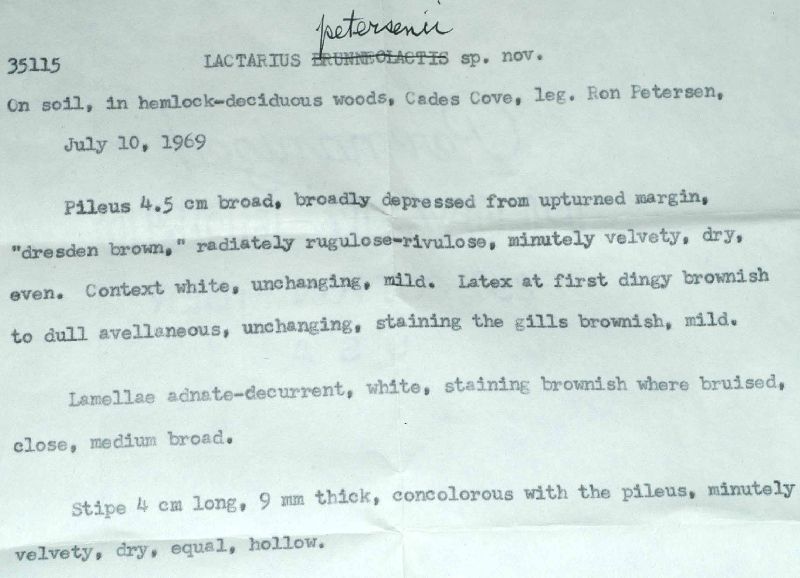 petersenii
35115 LACTARIUS BRUNNEOLACTIS sp. nov.
On soil, in hemlock-deciduous woods, Cades Cove, leg. Ron Petersen,
July 10, 1969
Pileus 4.5 cm broad, broadly depressed from upturned margin,
"dresden brown," radiately rugulose-rivulose, minutely velvety, dry,
even. Context white, unchanging, mild. Latex at first dingy brownish
to dull avellaneous, unchanging, staining the gills brownish, mild.
Lamellae adnate-decurrent, white, staining brownish where bruised,
close, medium broad.
Stipe 4 cm long, 9 mm thick, concolorous with the pileus, minutely
velvety, dry, equal, hollow.